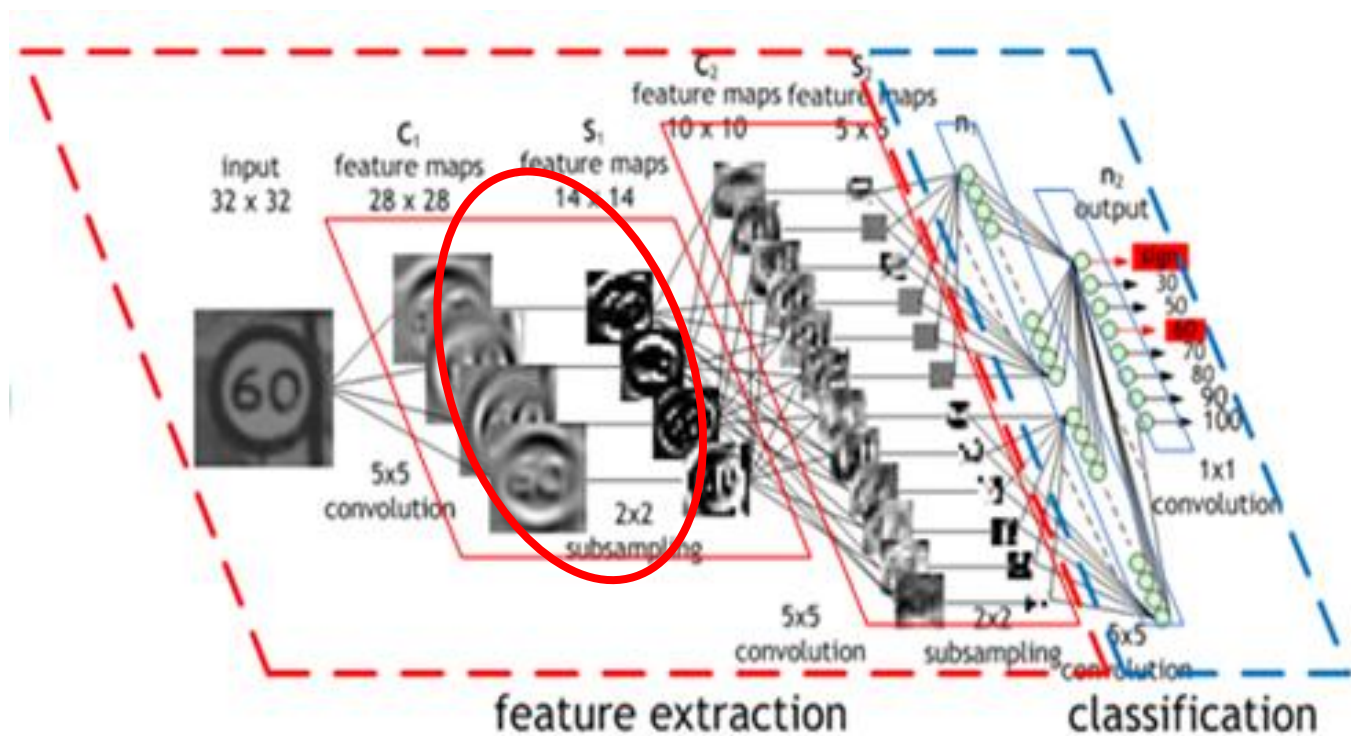 input
32 x 32
C1
feature maps
28 x 28
S1
feature maps
14 x 14
C2
feature maps
10 x 10
S2
feature maps
5 x 5
n1
n2
output
sign
30
50
60
70
80
90
100
60
5x5
convolution
2x2
subsampling
5x5
convolution
2x2
subsampling
5x5
convolution
1x1
convolution
feature extraction
classification